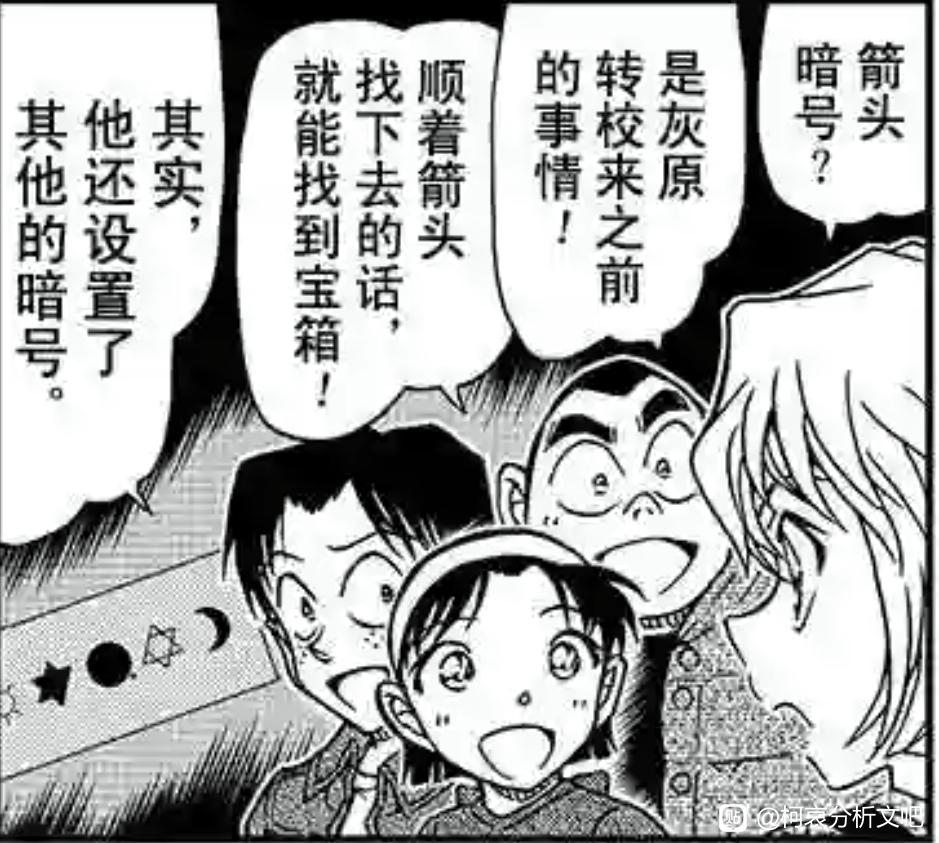 箭头
暗号?
是灰原
转校来之前
的事情!
顺着箭头
找下去的话,
就能找到宝箱!
其实,
他还设置了
其他的暗号。
贴 @柯哀分析文吧